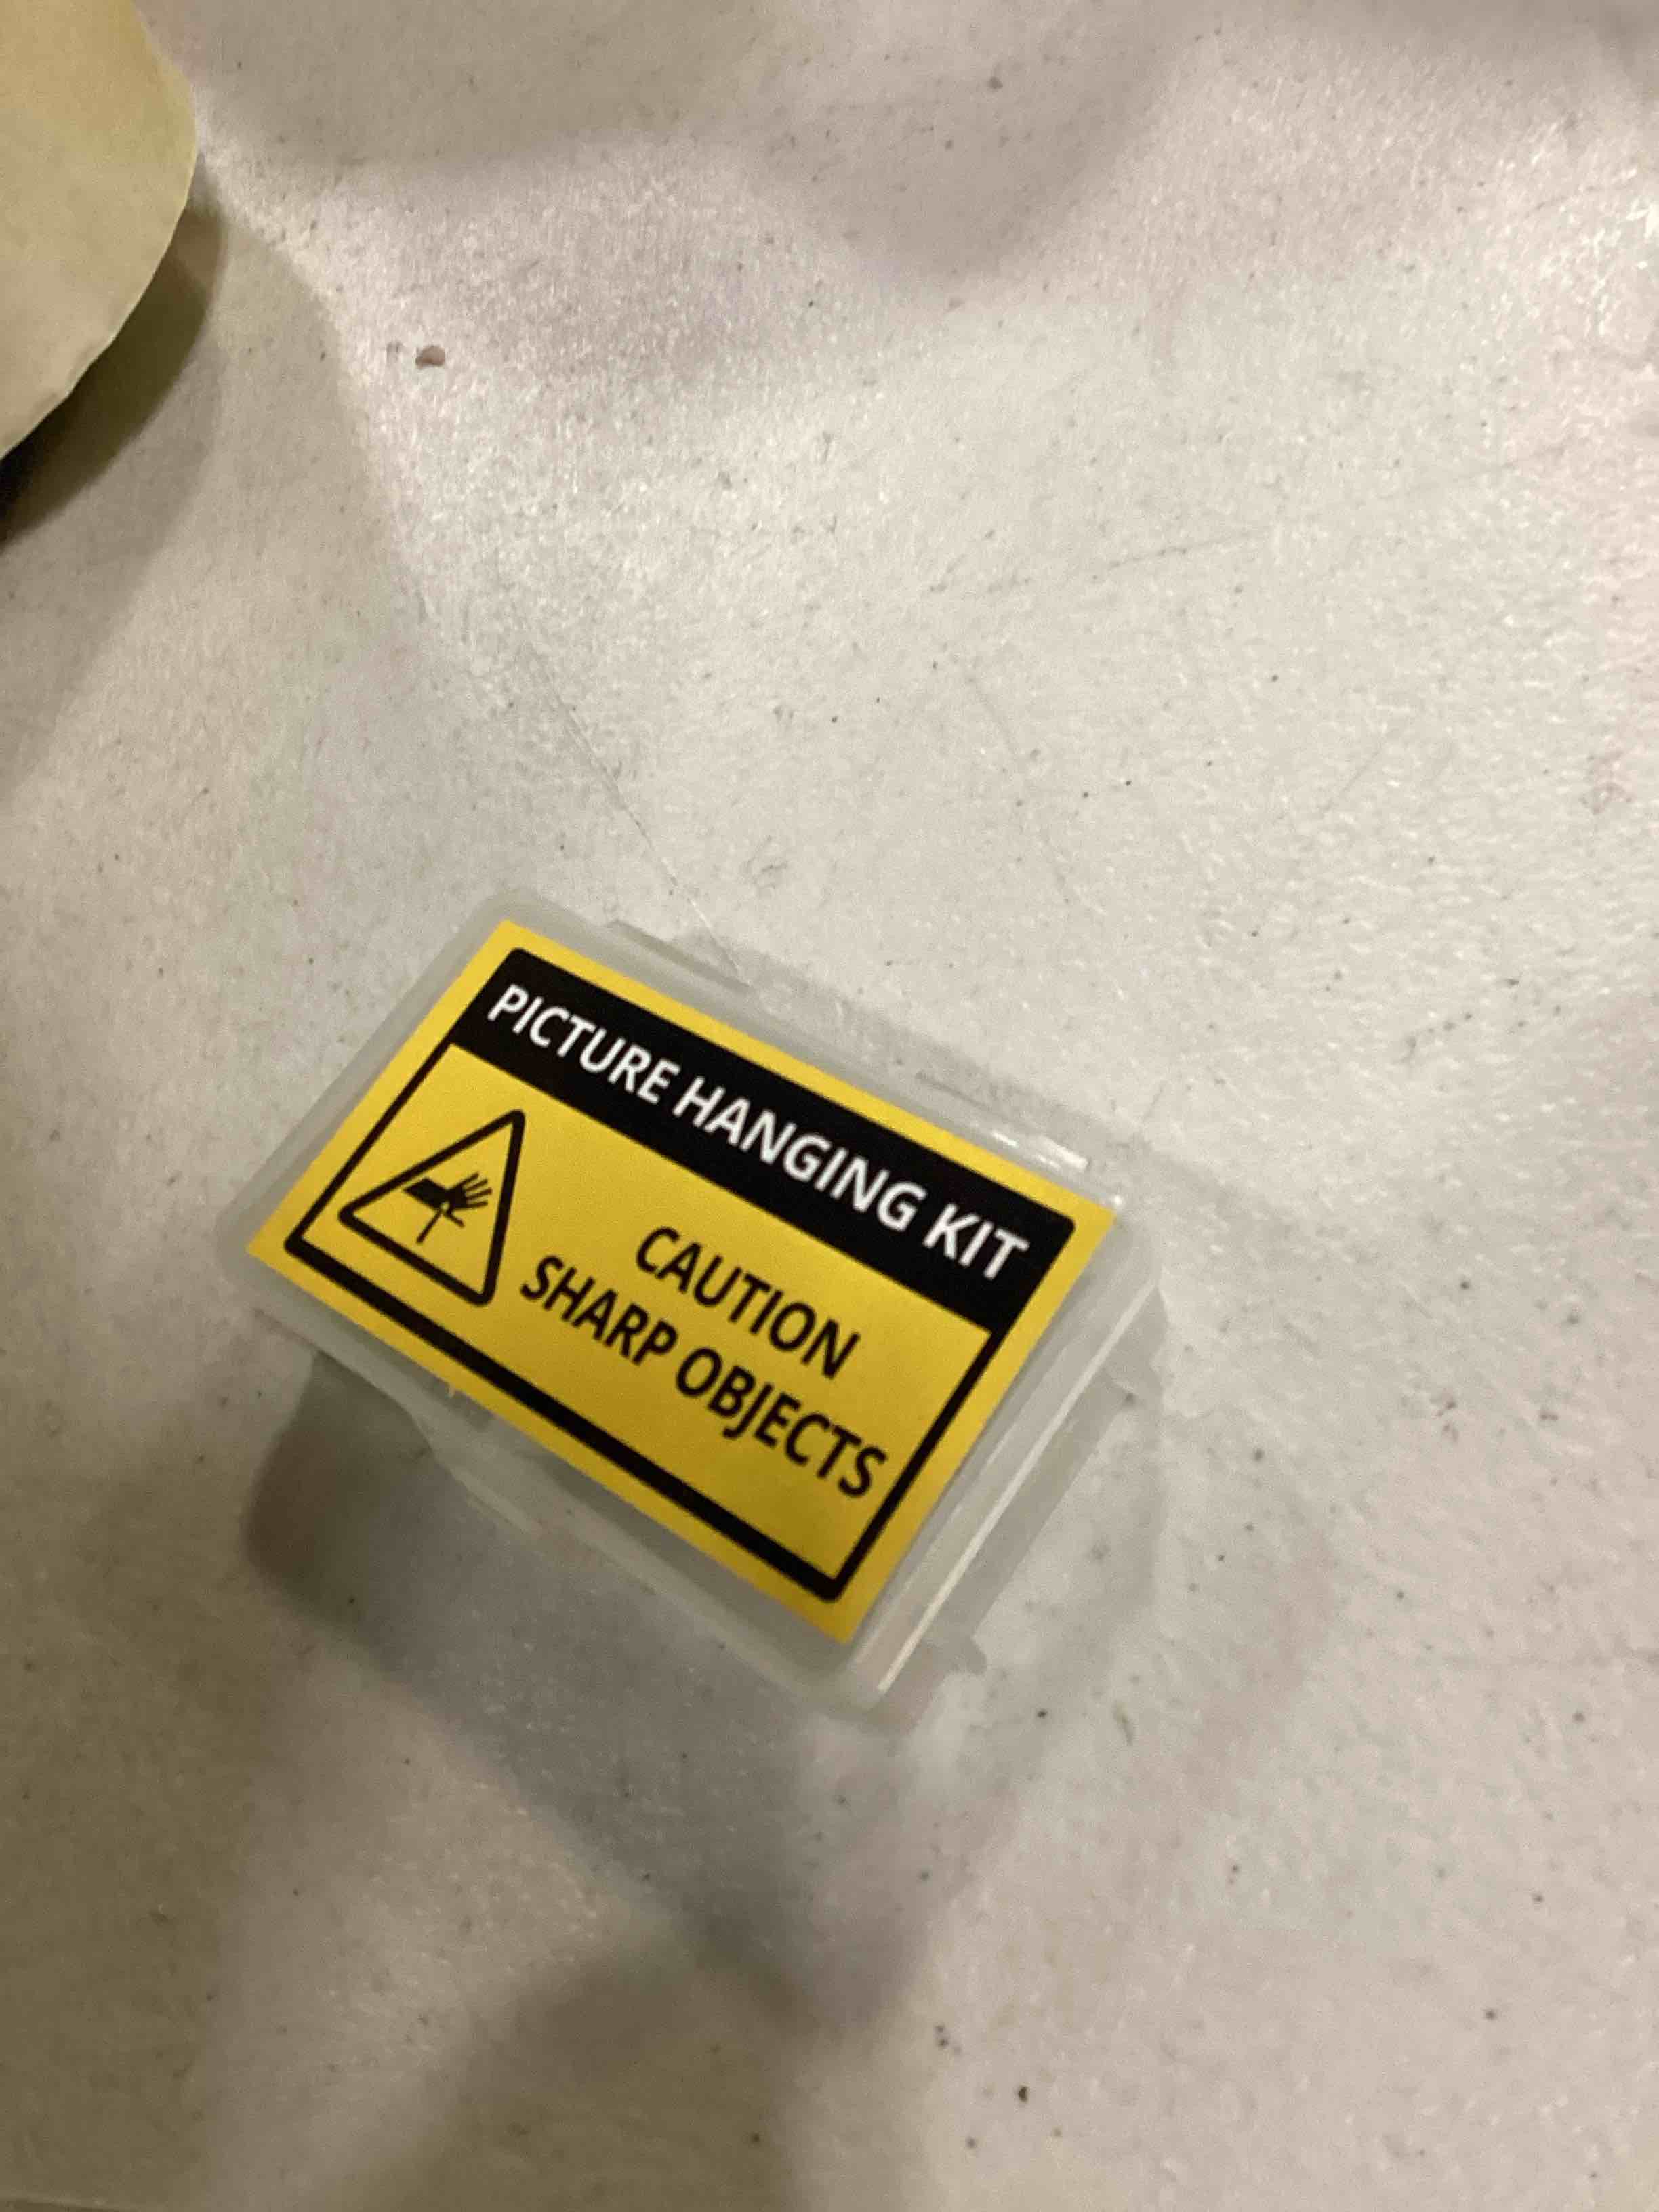 PICTURE HANGING KIT
CAUTION
SHARP OBJECTS